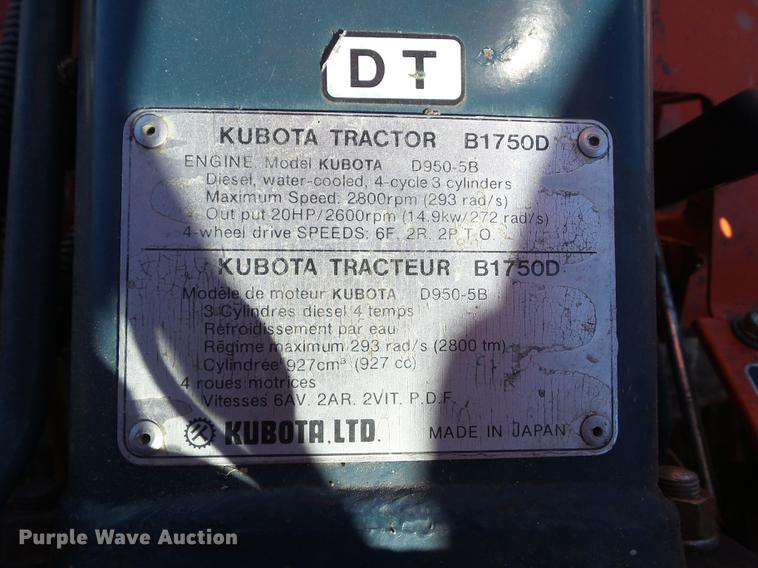 DT
KUBOTA TRACTOR B1750D
ENGINE. Model KUBOTA D950-5B
Diesel, water-cooled, 4-cycle 3 cylinders
Maximum Speed: 2800rpm (293 rad/s)
Out put 20HP/2600rpm (14.9kw/272 rad/s)
4-wheel drive SPEEDS: 6F. 2R. 2P.T.O.
KUBOTA TRACTEUR B1750D
Modèle de moteur KUBOTA D950-5B
3 Cylindres diesel 4 temps
Refroidissement par eau
Régime maximum 293 rad/s (2800 tm)
Cylindrée 927cm³ (927 cc)
4 roues motrices
Vitesses 6AV. 2AR. 2VIT. P.D.F.
KUBOTA, LTD. MADE IN JAPAN
Purple Wave Auction